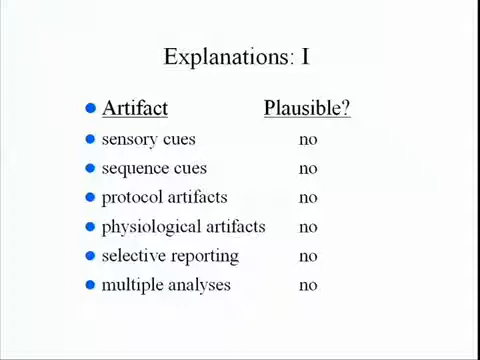 Explanations: I
Artifact Plausible?
sensory cues no
sequence cues no
protocol artifacts no
physiological artifacts no
selective reporting no
multiple analyses no